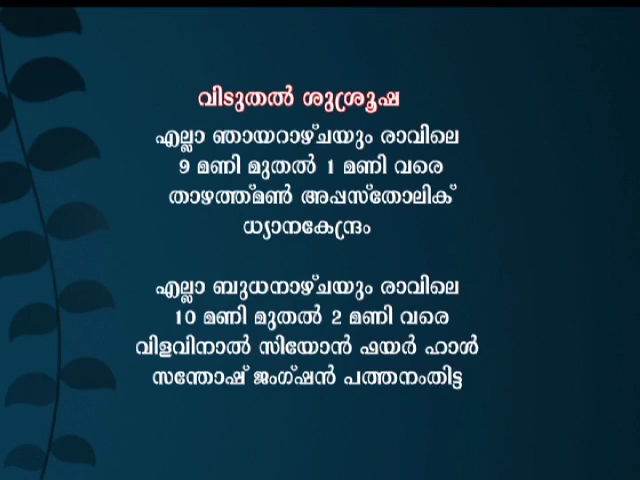 വിടുതൽ ശുശ്രൂഷ
എല്ലാ ഞായറാഴ്ചയും രാവിലെ
9 മണി മുതൽ 1 മണി വരെ
താഴത്ത്മൺ അപ്പസ്തോലിക്
ധ്യാനകേന്ദ്രം
എല്ലാ ബുധനാഴ്ചയും രാവിലെ
10 മണി മുതൽ 2 മണി വരെ
വിളവിനാൽ സിയോൻ ഫയർ ഹാൾ
സന്തോഷ് ജംഗ്ഷൻ പത്തനംതിട്ട